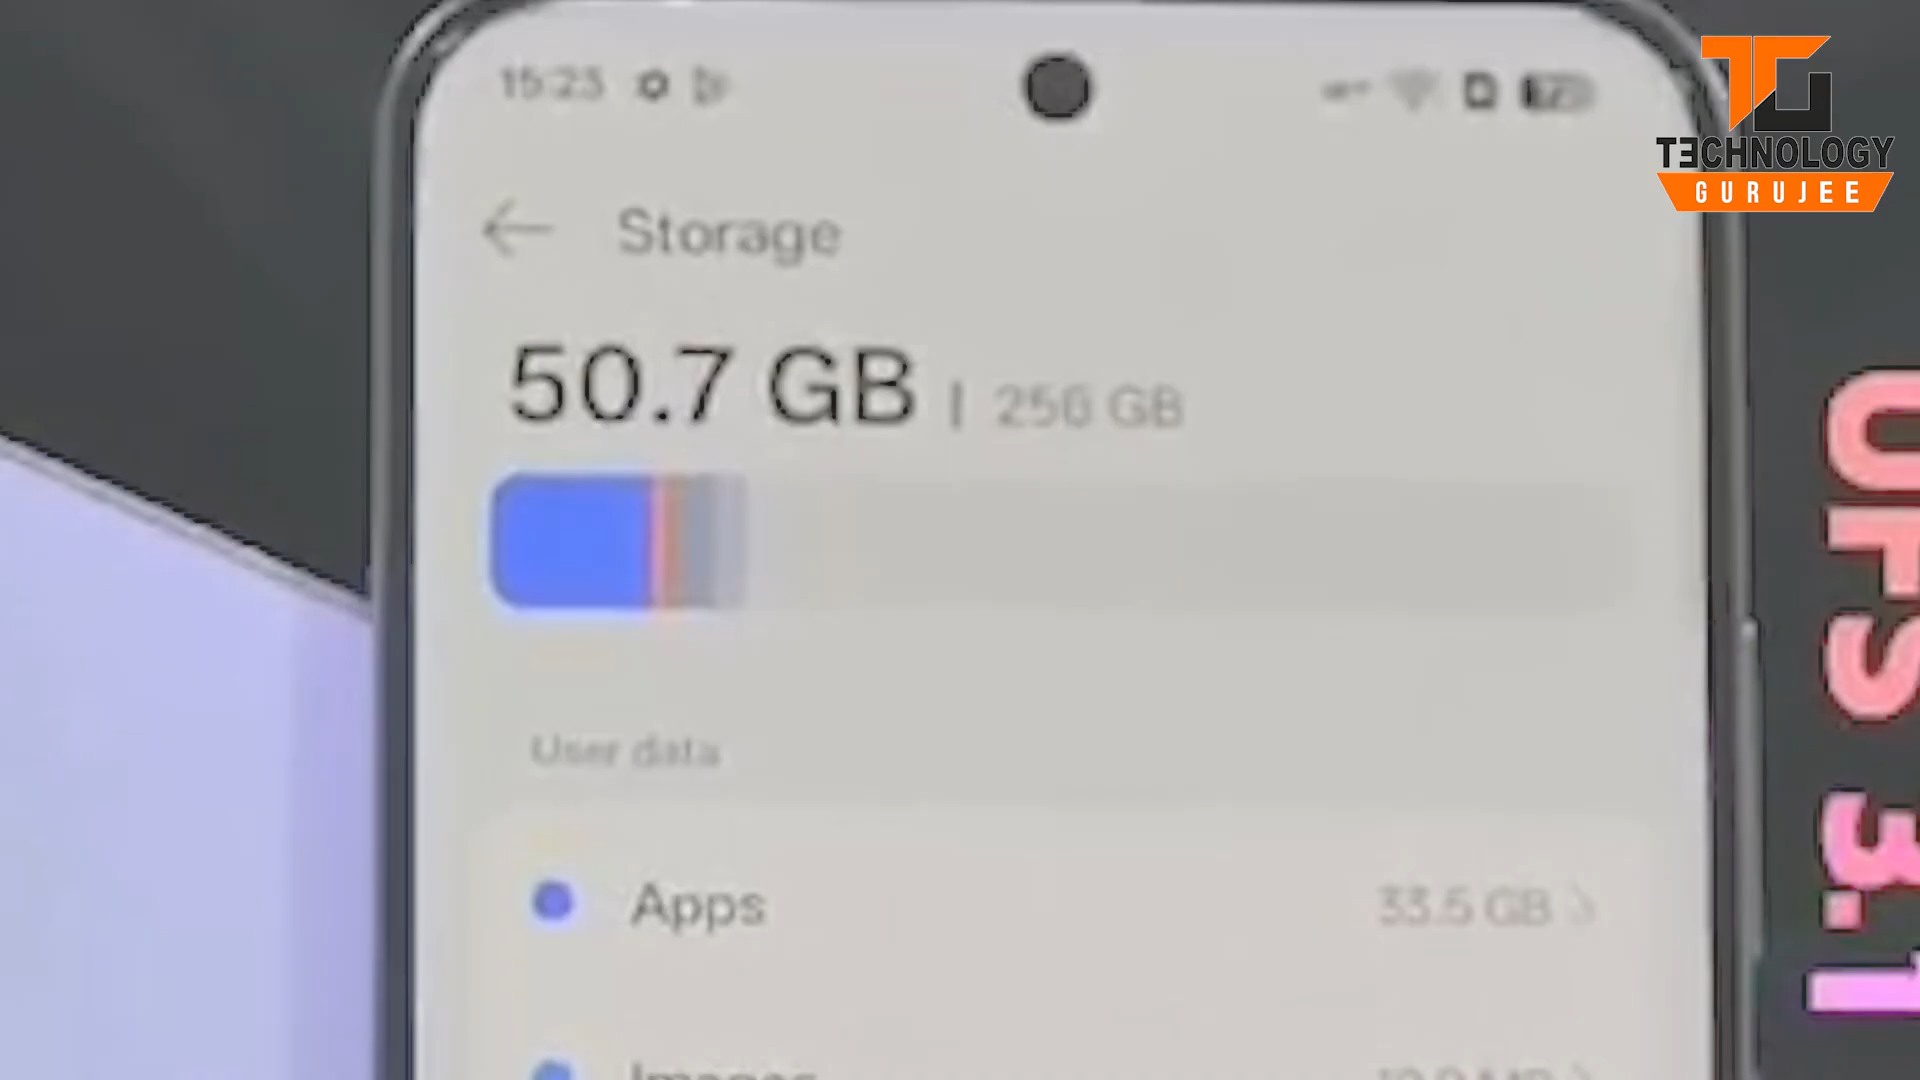 15:23
TECHNOLOGY
GURUJEE
Storage
50.7 GB | 256 GB
User data
Apps 33.5 GB
Images
UFS 3.1